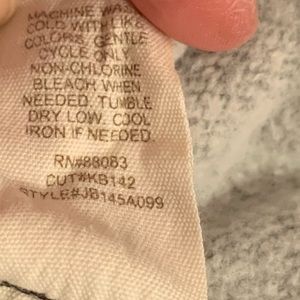 MACHINE WASH
COLD WITH LIKE
COLORS, GENTLE
CYCLE ONLY
NON-CHLORINE
BLEACH WHEN
NEEDED, TUMBLE
DRY LOW. COOL
IRON IF NEEDED.
RN#88083
CUT#KB142
STYLE#JB145A099